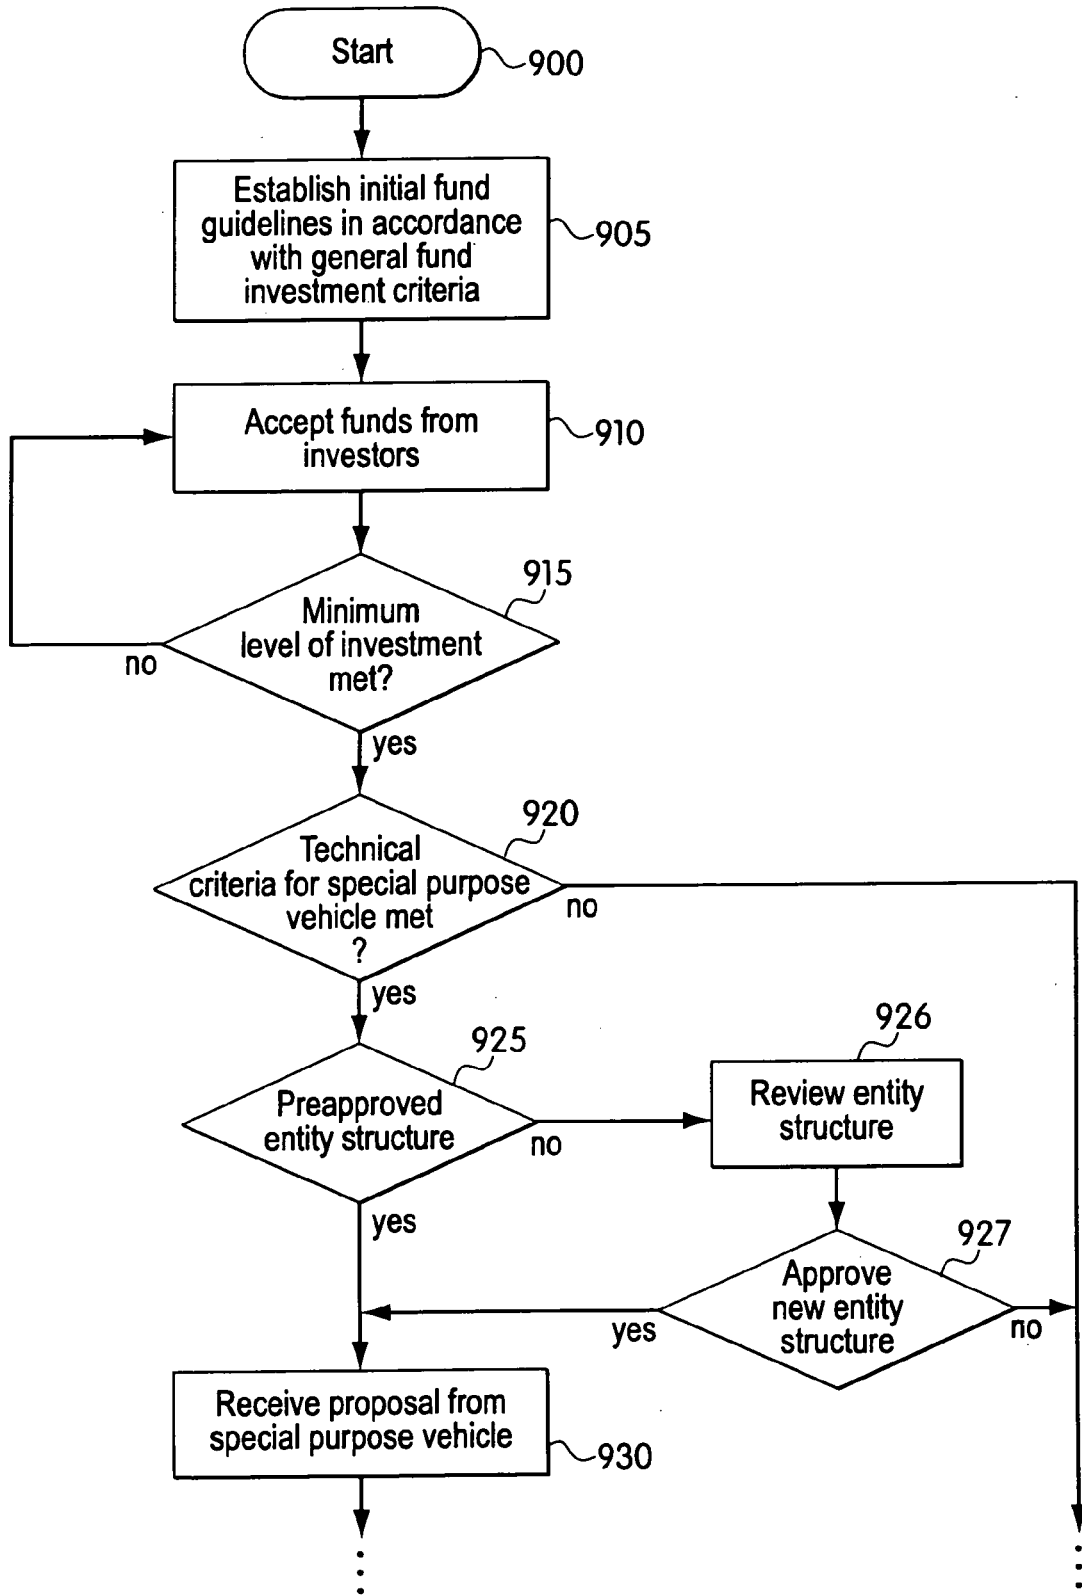 Start
900
Establish initial fund
guidelines in accordance
with general fund
investment criteria
905
Accept funds from
investors
910
915
Minimum
level of investment
met?
no
yes
920
Technical
criteria for special purpose
vehicle met
?
no
yes
925
Preapproved
entity structure
no
yes
926
Review entity
structure
927
Approve
new entity
structure
yes
no
Receive proposal from
special purpose vehicle
930